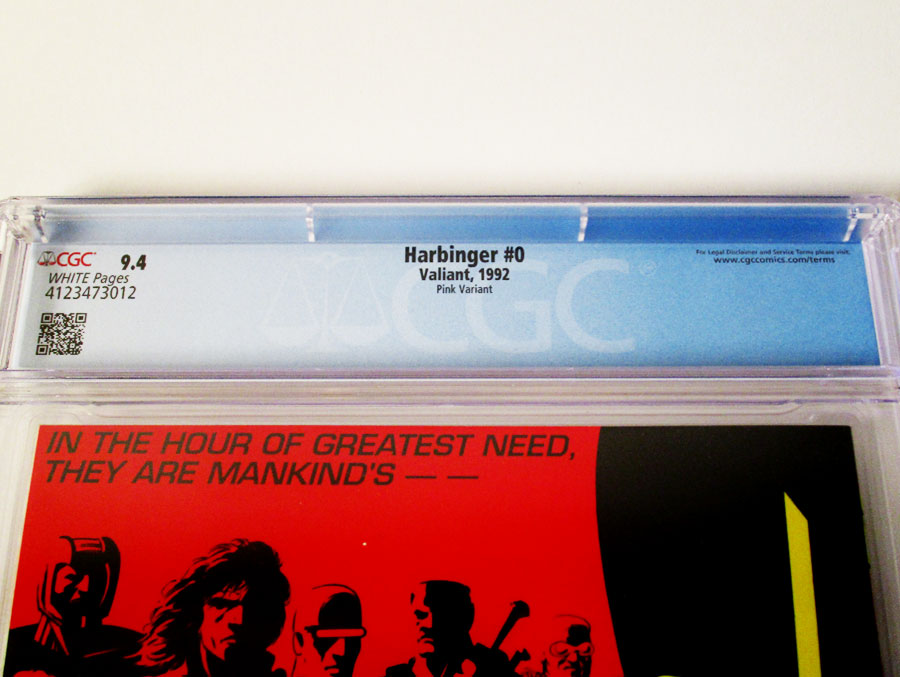 CGC 9.4
WHITE Pages
4123473012
Harbinger #0
Valiant, 1992
Pink Variant
For Legal Disclaimer and Service Terms please visit,
www.cgccomics.com/terms
CGC
IN THE HOUR OF GREATEST NEED,
THEY ARE MANKIND'S — —